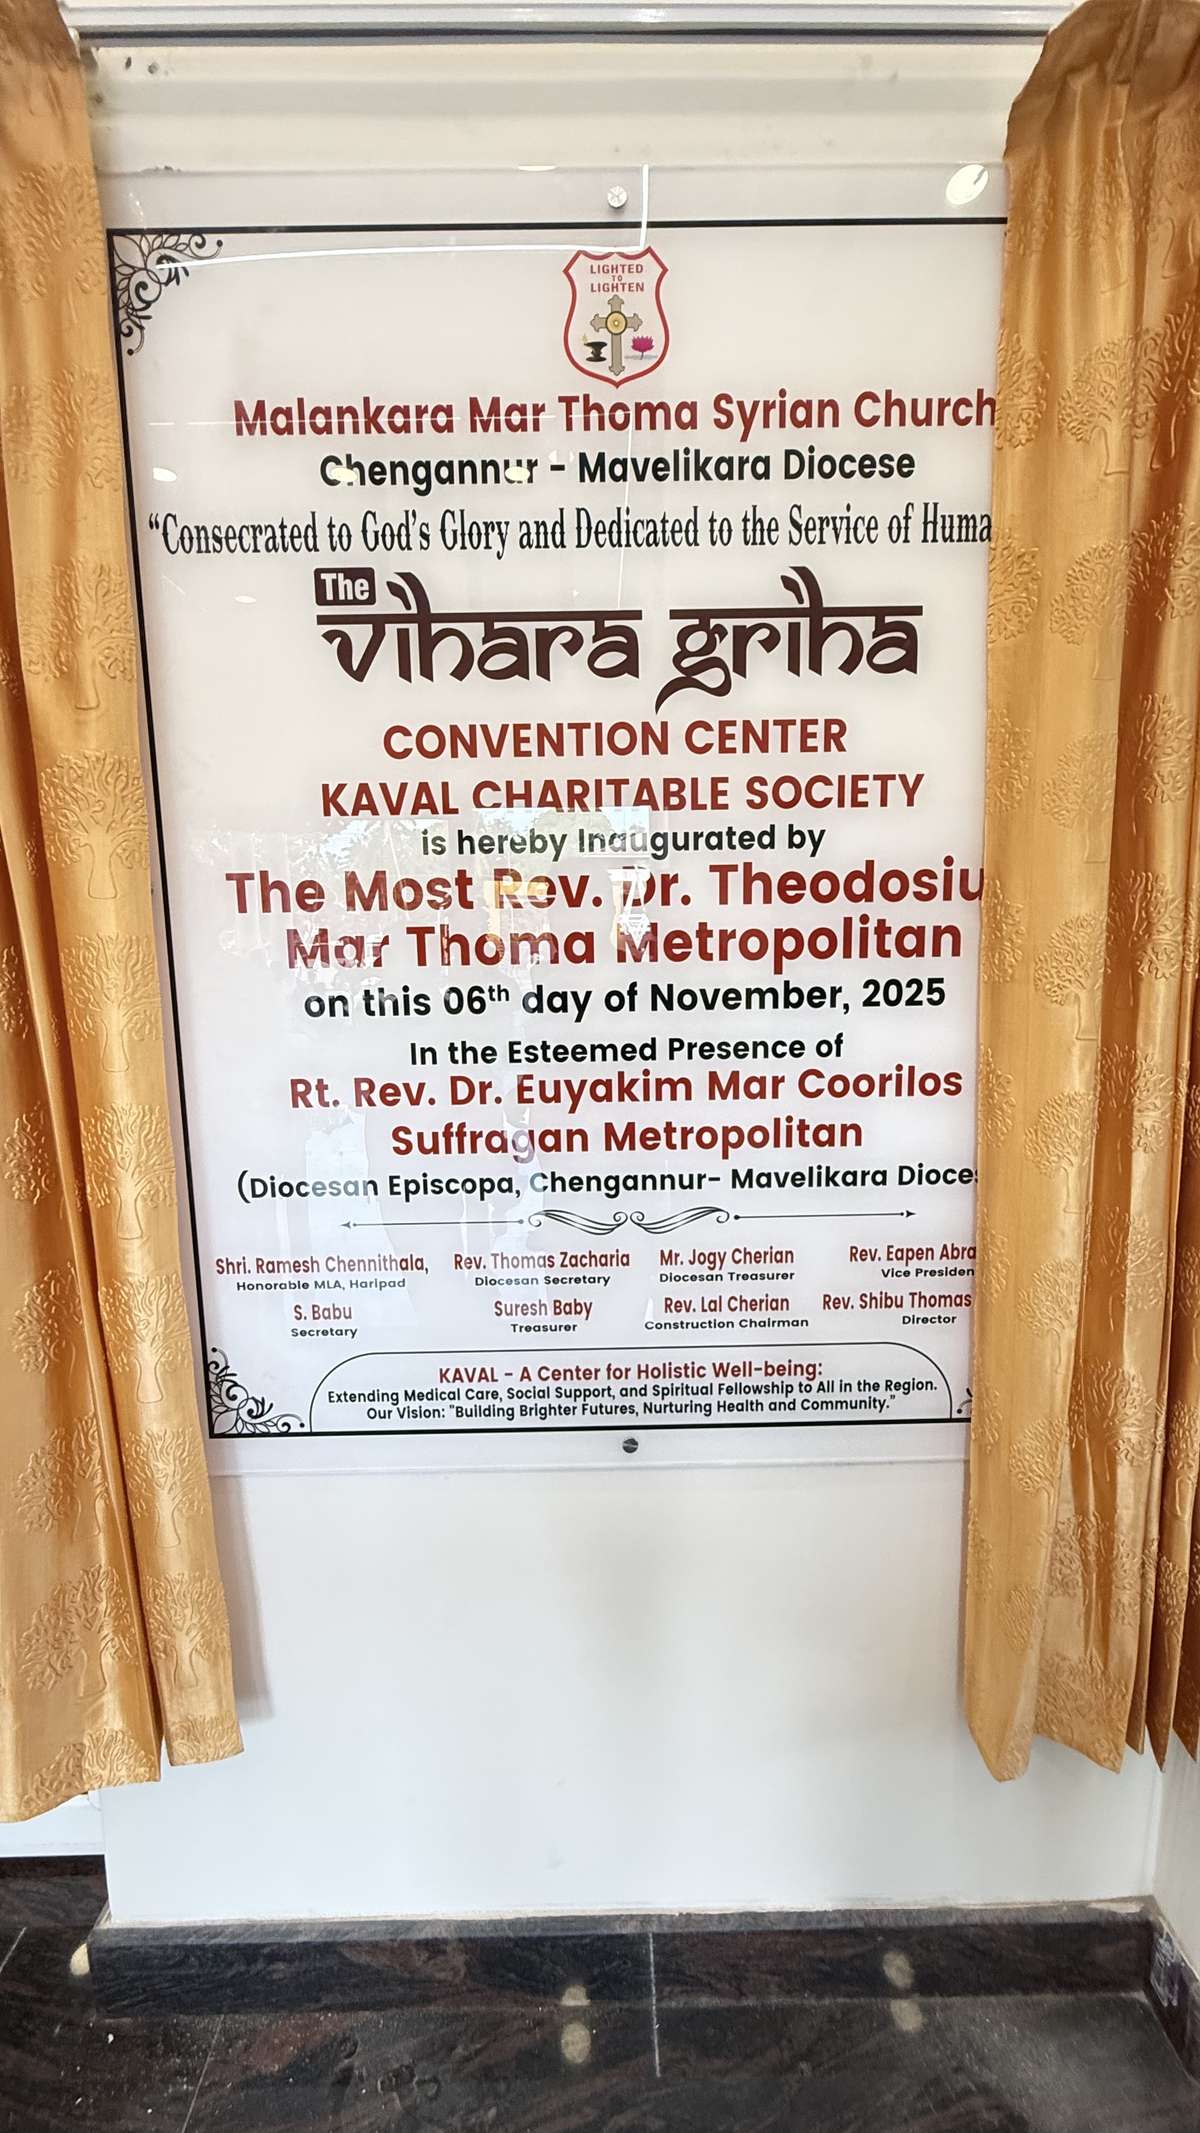 LIGHTED
TO
LIGHTEN
Malankara Mar Thoma Syrian Church
Chengannur - Mavelikara Diocese
“Consecrated to God’s Glory and Dedicated to the Service of Huma
The
Vihara Griha
CONVENTION CENTER
KAVAL CHARITABLE SOCIETY
is hereby Inaugurated by
The Most Rev. Dr. Theodosiu
Mar Thoma Metropolitan
on this 06th day of November, 2025
In the Esteemed Presence of
Rt. Rev. Dr. Euyakim Mar Coorilos
Suffragan Metropolitan
(Diocesan Episcopa, Chengannur- Mavelikara Dioce
Shri. Ramesh Chennithala, Rev. Thomas Zacharia Mr. Jogy Cherian Rev. Eapen Abra
Honorable MLA, Haripad Diocesan Secretary Diocesan Treasurer Vice Presiden
S. Babu Suresh Baby Rev. Lal Cherian Rev. Shibu Thomas
Secretary Treasurer Construction Chairman Director
KAVAL - A Center for Holistic Well-being:
Extending Medical Care, Social Support, and Spiritual Fellowship to All in the Region.
Our Vision: "Building Brighter Futures, Nurturing Health and Community.”